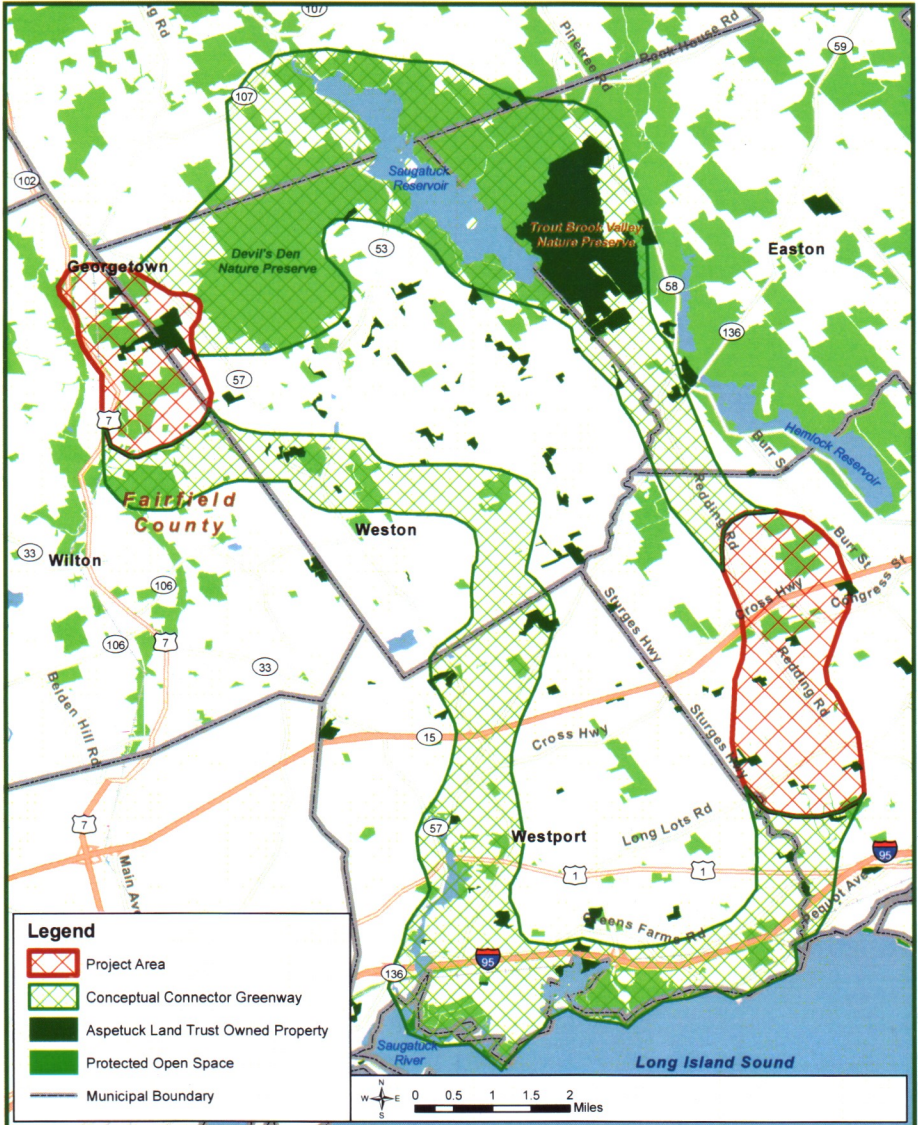 107
g Rd
Pinetree Rd
Rock House Rd
59
107
102
Saugatuck
Reservoir
Trout Brook Valley
Nature Preserve
Devil's Den
Nature Preserve
53
Easton
Georgetown
58
136
57
7
Hemlock Reservoir
Burr St
Redding Rd
Fairfield
County
Weston
33
Wilton
106
Burr St
Congress St
Cross Hwy
Sturges Hwy
106
7
33
Redding Rd
Belden Hill Rd
15
Cross Hwy
Sturges Hwy
57
Westport
Long Lots Rd
7
1
1
95
Main Ave
Pequot Ave
Greens Farms Rd
95
136
Saugatuck
River
Long Island Sound
Legend
Project Area
Conceptual Connector Greenway
Aspetuck Land Trust Owned Property
Protected Open Space
Municipal Boundary
N
W E
S
0 0.5 1 1.5 2
Miles